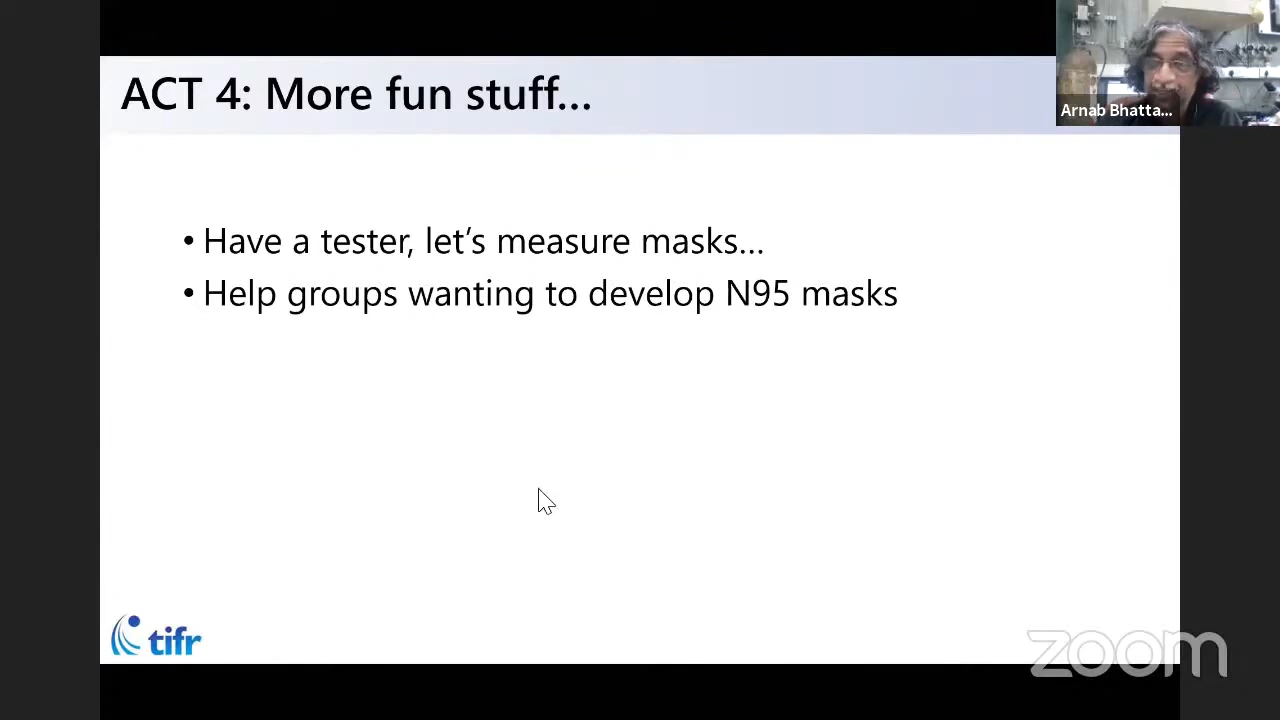 ACT 4: More fun stuff...
Arnab Bhatta...
• Have a tester, let's measure masks...
• Help groups wanting to develop N95 masks
tifr
zoom